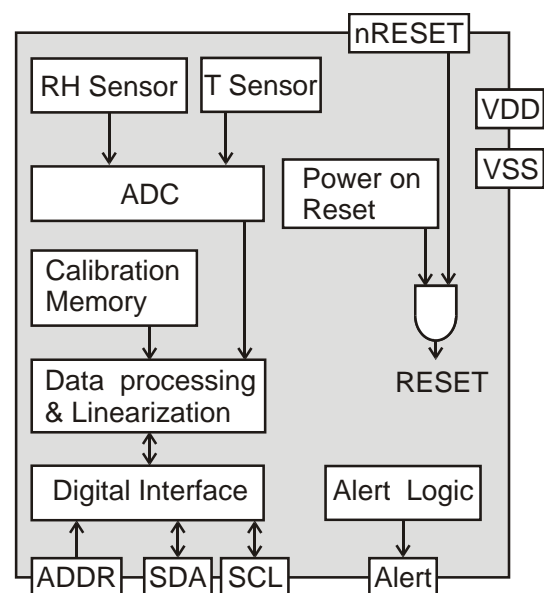 nRESET
RH Sensor
T Sensor
VDD
VSS
ADC
Power on
Reset
Calibration
Memory
RESET
Data processing
& Linearization
Digital Interface
Alert Logic
ADDR
SDA
SCL
Alert